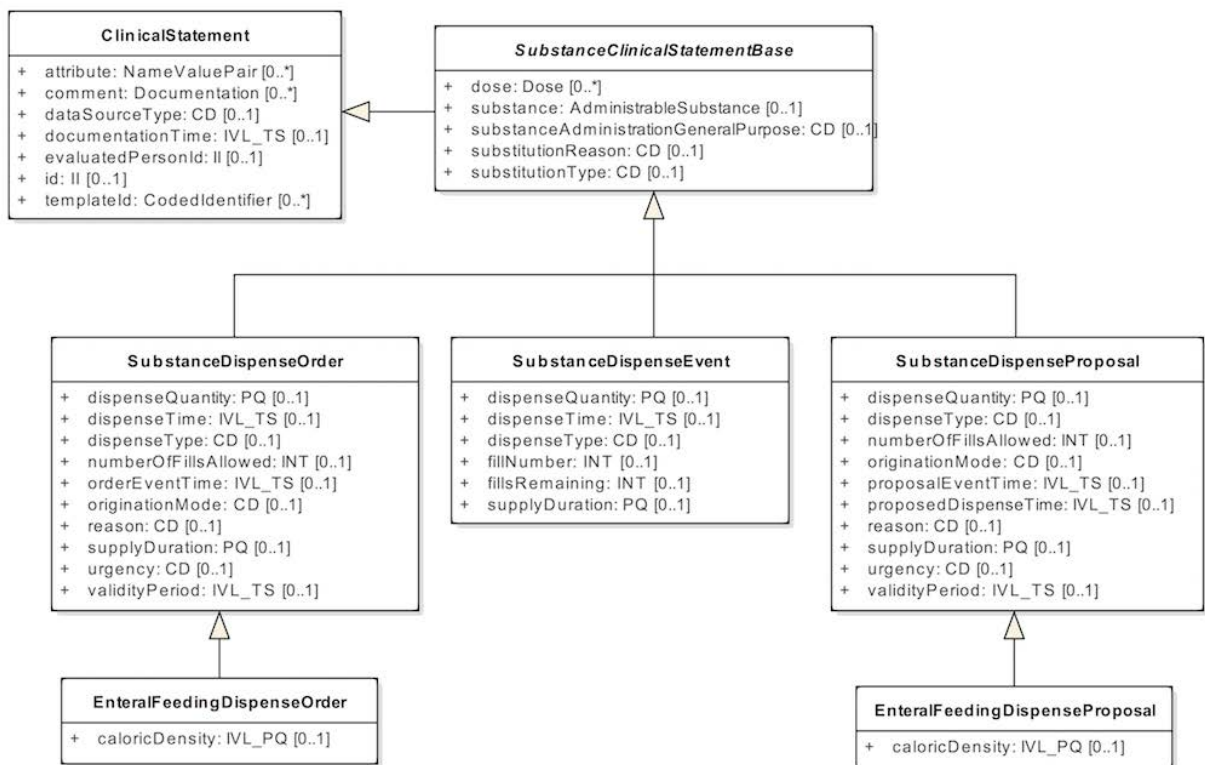 ClinicalStatement
+ attribute: NameValuePair [0..*]
+ comment: Documentation [0..*]
+ dataSourceType: CD [0..1]
+ documentationTime: IVL_TS [0..1]
+ evaluatedPersonId: II [0..1]
+ id: II [0..1]
+ templateId: CodedIdentifier [0..*]
SubstanceClinicalStatementBase
+ dose: Dose [0..*]
+ substance: AdministrableSubstance [0..1]
+ substanceAdministrationGeneralPurpose: CD [0..1]
+ substitutionReason: CD [0..1]
+ substitutionType: CD [0..1]
SubstanceDispenseOrder
+ dispenseQuantity: PQ [0..1]
+ dispenseTime: IVL_TS [0..1]
+ dispenseType: CD [0..1]
+ numberOfFillsAllowed: INT [0..1]
+ orderEventTime: IVL_TS [0..1]
+ originationMode: CD [0..1]
+ reason: CD [0..1]
+ supplyDuration: PQ [0..1]
+ urgency: CD [0..1]
+ validityPeriod: IVL_TS [0..1]
SubstanceDispenseEvent
+ dispenseQuantity: PQ [0..1]
+ dispenseTime: IVL_TS [0..1]
+ dispenseType: CD [0..1]
+ fillNumber: INT [0..1]
+ fillsRemaining: INT [0..1]
+ supplyDuration: PQ [0..1]
SubstanceDispenseProposal
+ dispenseQuantity: PQ [0..1]
+ dispenseType: CD [0..1]
+ numberOfFillsAllowed: INT [0..1]
+ originationMode: CD [0..1]
+ proposalEventTime: IVL_TS [0..1]
+ proposedDispenseTime: IVL_TS [0..1]
+ reason: CD [0..1]
+ supplyDuration: PQ [0..1]
+ urgency: CD [0..1]
+ validityPeriod: IVL_TS [0..1]
EnteralFeedingDispenseOrder
+ caloricDensity: IVL_PQ [0..1]
EnteralFeedingDispenseProposal
+ caloricDensity: IVL_PQ [0..1]